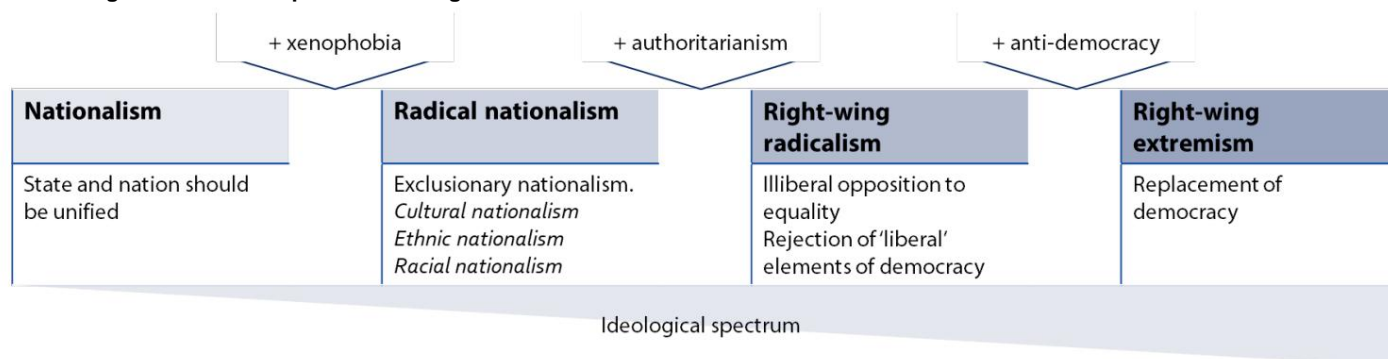 + xenophobia
+ authoritarianism
+ anti-democracy
Nationalism
State and nation should
be unified
Radical nationalism
Exclusionary nationalism.
Cultural nationalism
Ethnic nationalism
Racial nationalism
Right-wing
radicalism
Illiberal opposition to
equality
Rejection of ‘liberal’
elements of democracy
Right-wing
extremism
Replacement of
democracy
Ideological spectrum